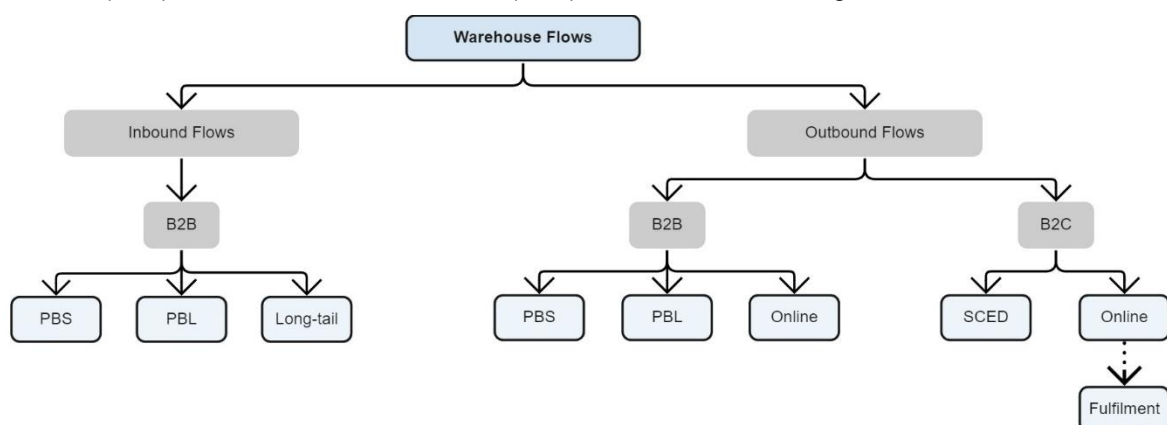 Warehouse Flows
Inbound Flows
Outbound Flows
B2B
B2B
B2C
PBS
PBL
Long-tail
PBS
PBL
Online
SCED
Online
Fulfilment